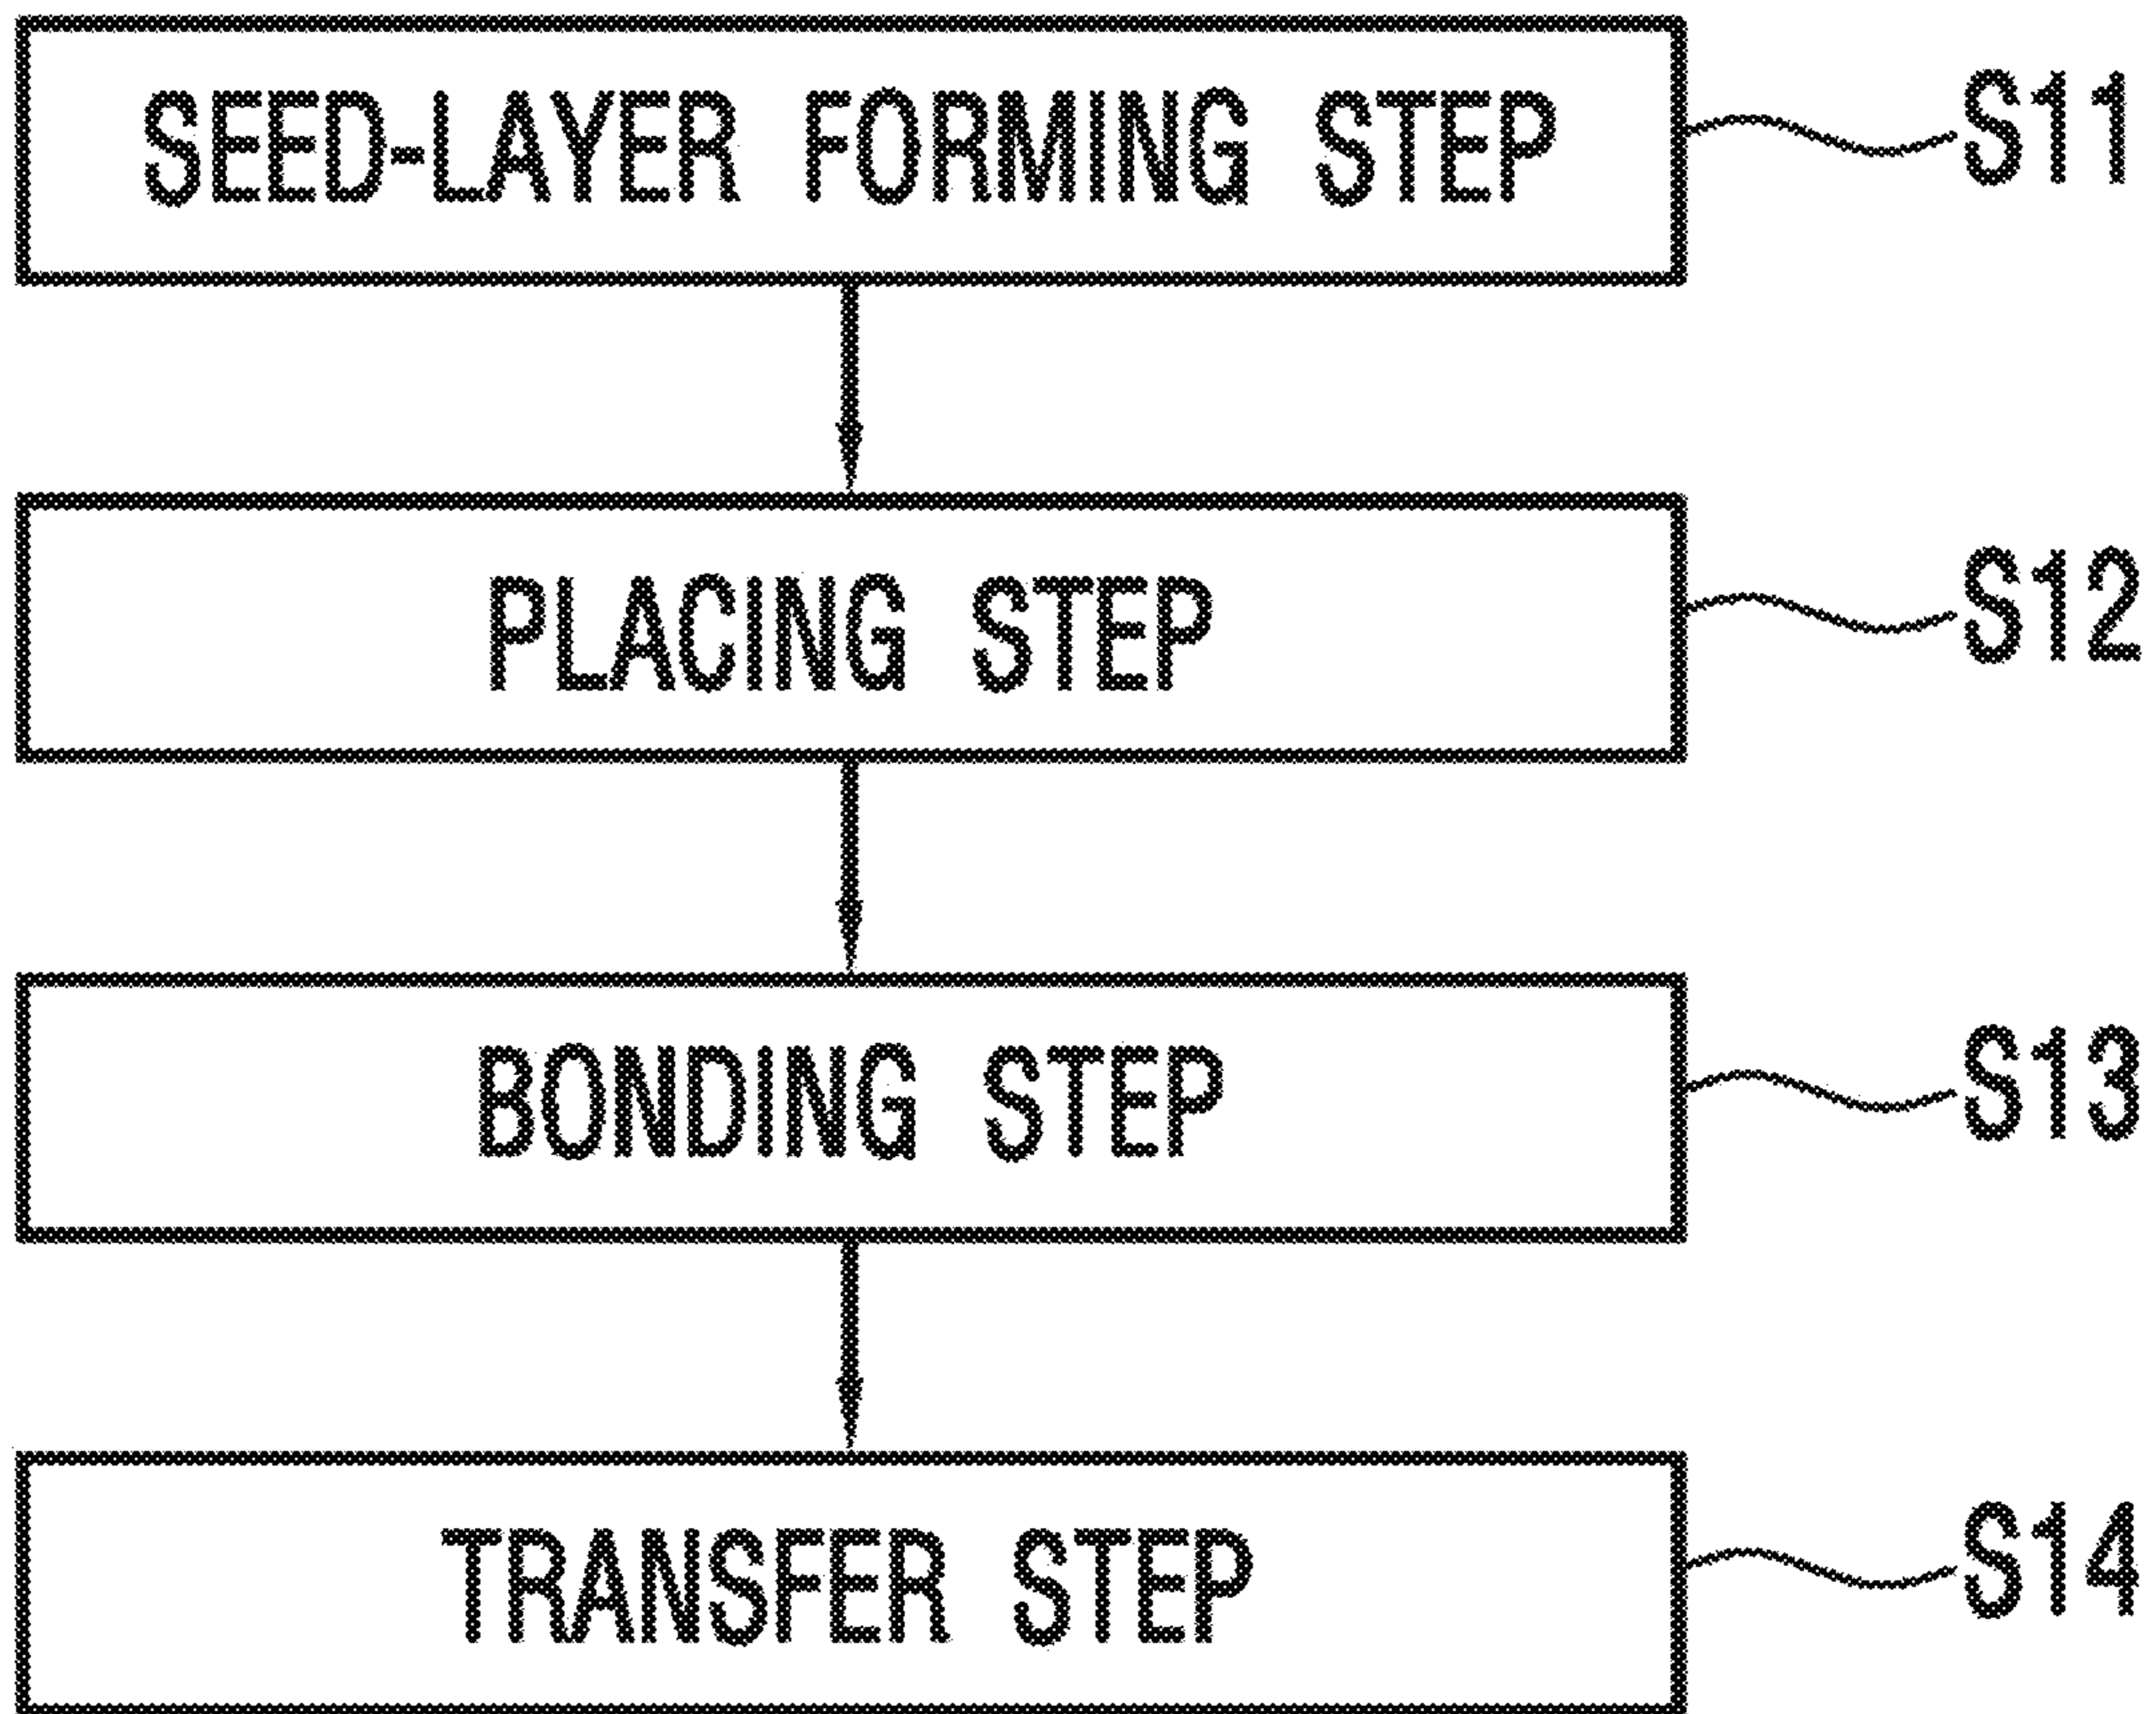 SEED-LAYER FORMING STEP S11
PLACING STEP S12
BONDING STEP S13
TRANSFER STEP S14